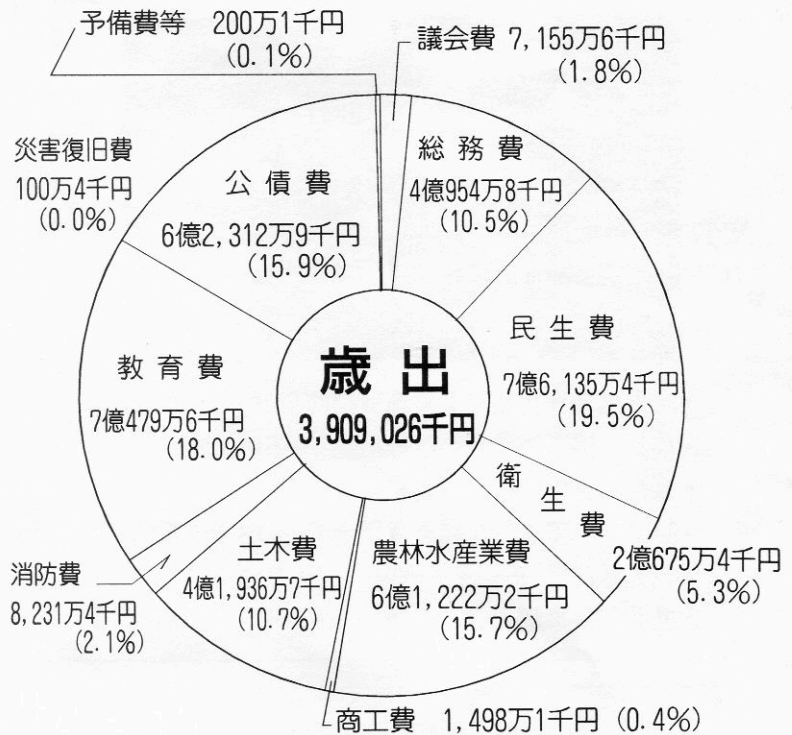 予備費等 200万1千円
(0.1%)
議会費 7,155万6千円
(1.8%)
総務費
4億954万8千円
(10.5%)
民生費
7億6,135万4千円
(19.5%)
衛生費
2億675万4千円
(5.3%)
農林水産業費
6億1,222万2千円
(15.7%)
商工費 1,498万1千円 (0.4%)
土木費
4億1,936万7千円
(10.7%)
消防費
8,231万4千円
(2.1%)
教育費
7億479万6千円
(18.0%)
災害復旧費
100万4千円
(0.0%)
公債費
6億2,312万9千円
(15.9%)
歳出
3,909,026千円